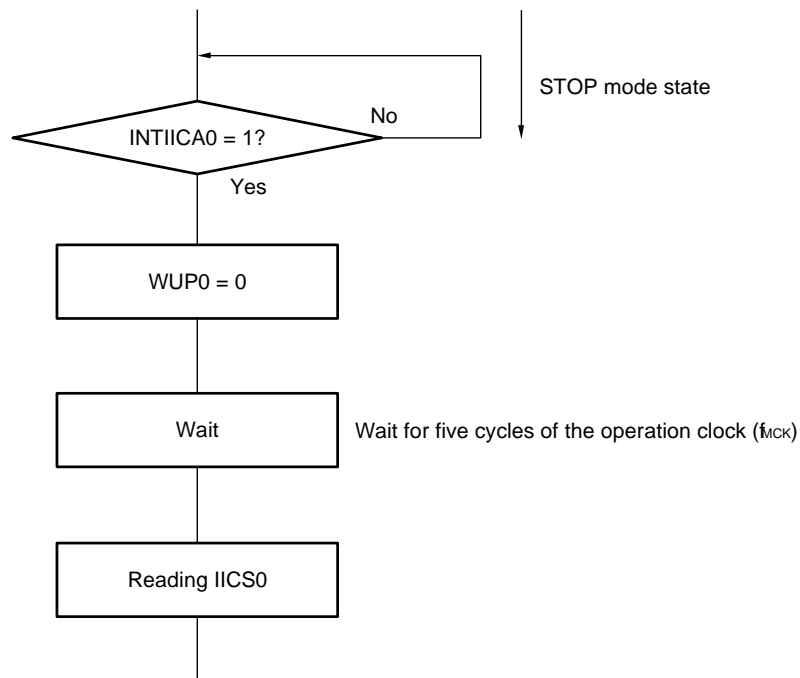 STOP mode state
No
INTIICA0 = 1?
Yes
WUP0 = 0
Wait
Wait for five cycles of the operation clock (fMCK)
Reading IICS0